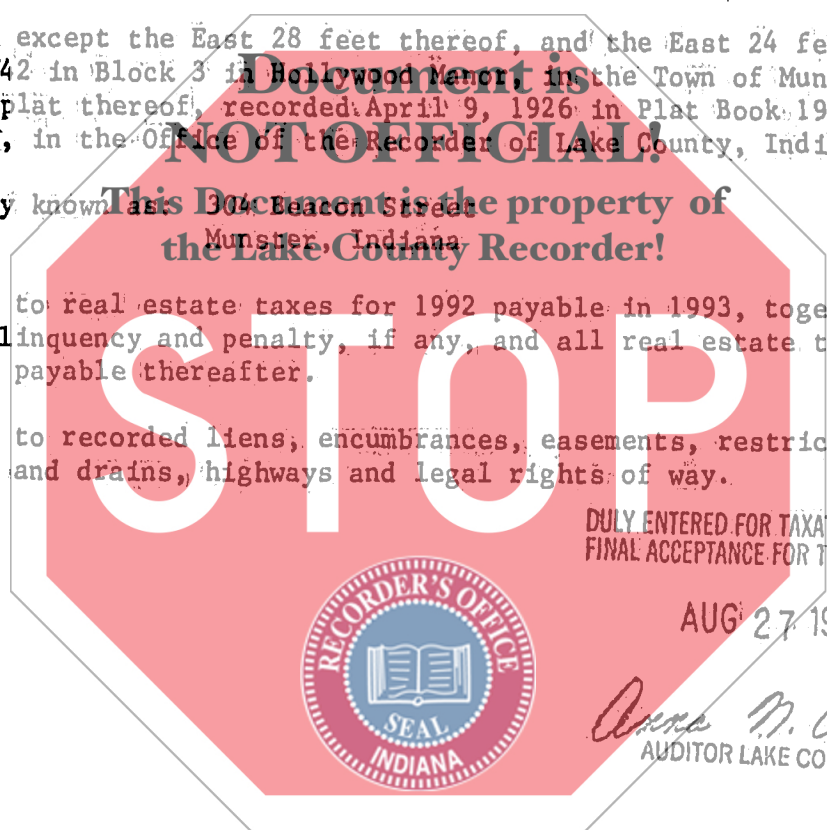 except the East 28 feet thereof, and the East 24 fe
42 in Block 3 in Hollywood Manor, in the Town of Mun
plat thereof, recorded April 9, 1926 in Plat Book 19
, in the Office of the Recorder of Lake County, Indi
Document is
NOT OFFICIAL!
This Document is the property of
the Lake County Recorder!
y known as: 304 Beacon Street
Munster, Indiana
to real estate taxes for 1992 payable in 1993, toge
linquency and penalty, if any, and all real estate t
payable thereafter.
STOP
to recorded liens, encumbrances, easements, restric
and drains, highways and legal rights of way.
DULY ENTERED FOR TAXA
FINAL ACCEPTANCE FOR T
AUG 27 19
Anna M.
AUDITOR LAKE CO
RECORDER'S OFFICE
SEAL
INDIANA